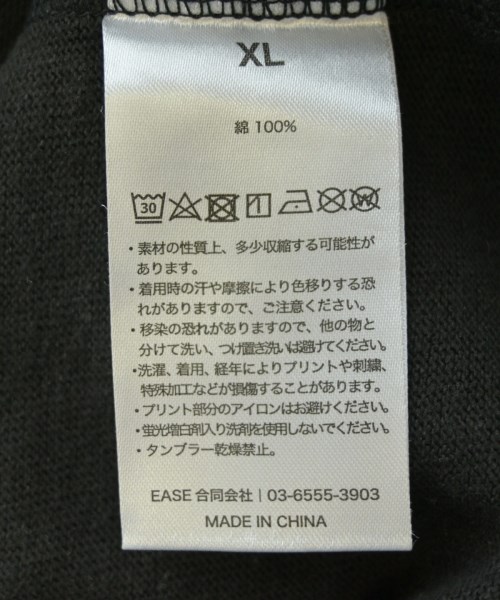 XL
綿 100%
30
W
・素材の性質上、多少収縮する可能性が
あります。
・着用時の汗や摩擦により色移りする恐
れがありますので、ご注意ください。
・移染の恐れがありますので、他の物と
分けて洗い、つけ置き洗いは避けてください。
・洗濯、着用、経年によりプリントや刺繍、
特殊加工などが損傷することがあります。
・プリント部分のアイロンはお避けください。
・蛍光増白剤入り洗剤を使用しないでください。
・タンブラー乾燥禁止。
EASE 合同会社 | 03-6555-3903
MADE IN CHINA